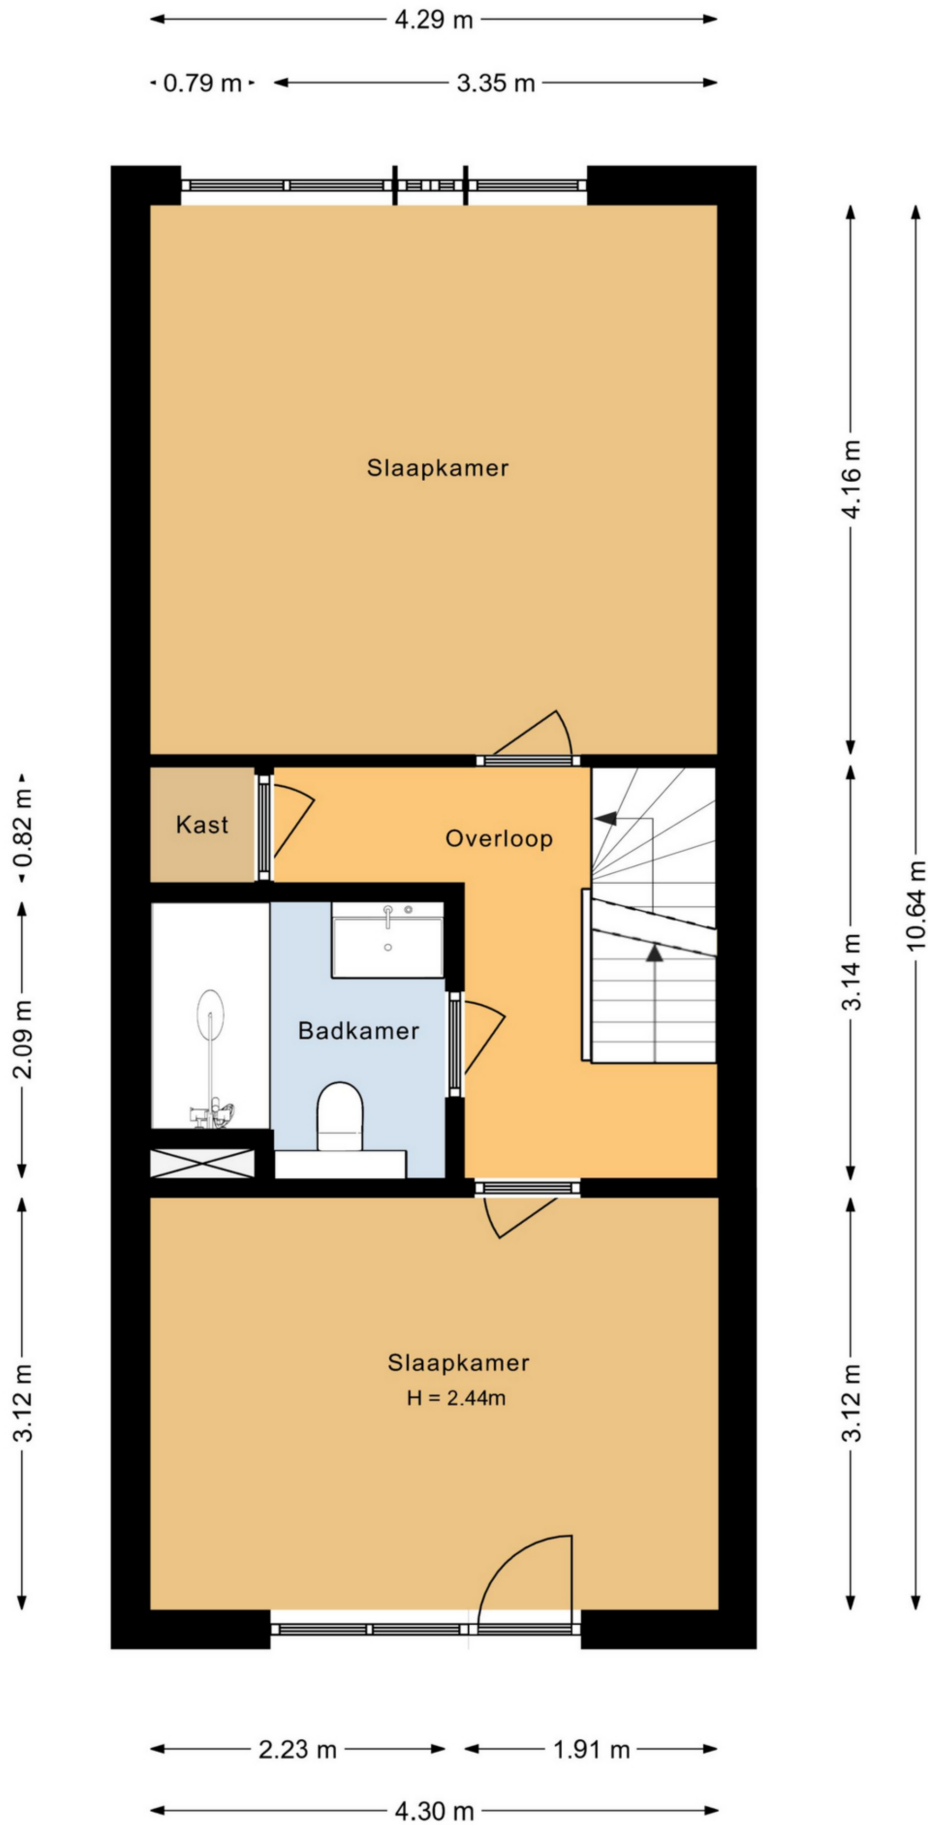 4.29 m
0.79 m
3.35 m
Slaapkamer
4.16 m
10.64 m
0.82 m
Kast
Overloop
3.14 m
2.09 m
Badkamer
Slaapkamer
H = 2.44m
3.12 m
3.12 m
2.23 m
1.91 m
4.30 m